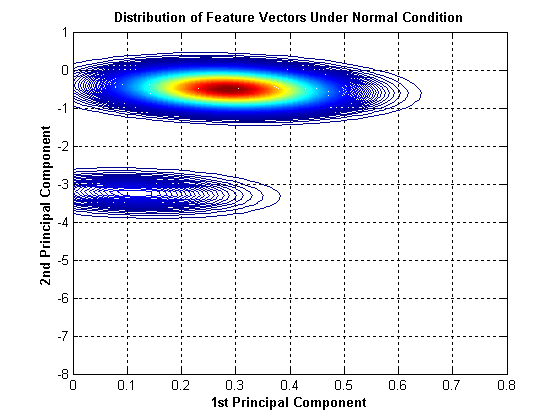 Distribution of Feature Vectors Under Normal Condition
1
0
-1
-2
-3
-4
-5
-6
-7
-8
2nd Principal Component
0 0.1 0.2 0.3 0.4 0.5 0.6 0.7 0.8
1st Principal Component